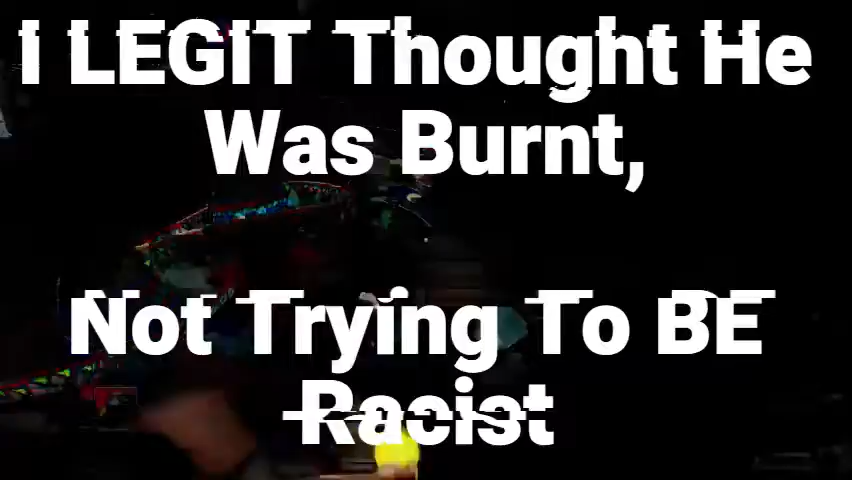 I LEGIT Thought He
Was Burnt,
Not Trying To BE
Racist